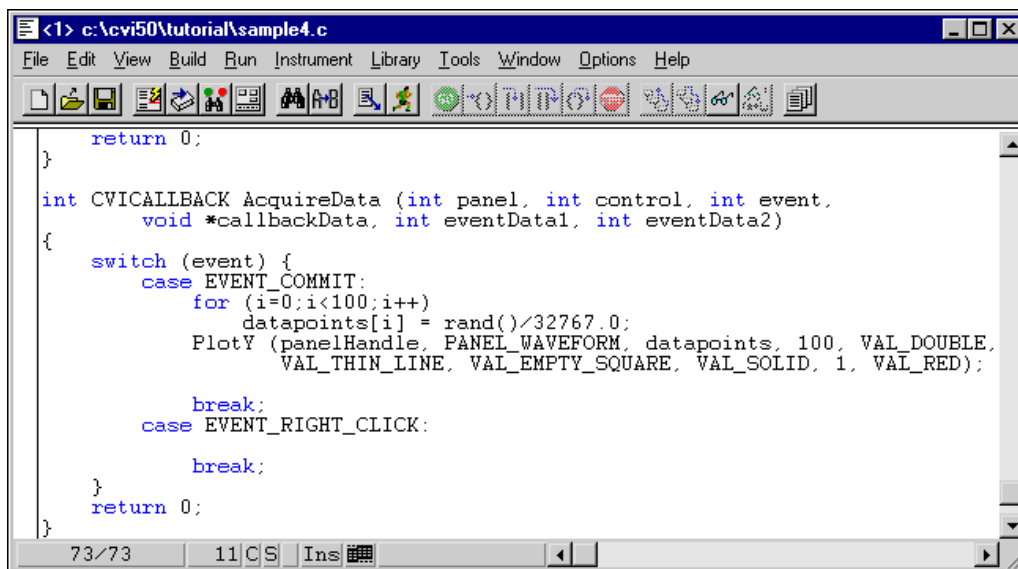 <1> c:\cvi50\tutorial\sample4.c
File Edit View Build Run Instrument Library Tools Window Options Help
return 0;
}
int CVICALLBACK AcquireData (int panel, int control, int event,
void *callbackData, int eventData1, int eventData2)
{
switch (event) {
case EVENT_COMMIT:
for (i=0;i<100;i++)
datapoints[i] = rand()/32767.0;
PlotY (panelHandle, PANEL_WAVEFORM, datapoints, 100, VAL_DOUBLE,
VAL_THIN_LINE, VAL_EMPTY_SQUARE, VAL_SOLID, 1, VAL_RED);
break;
case EVENT_RIGHT_CLICK:
break;
}
return 0;
}
73/73 11 C S Ins